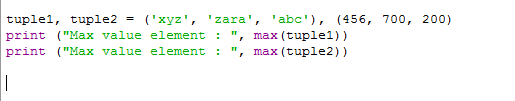 tuple1, tuple2 = ('xyz', 'zara', 'abc'), (456, 700, 200)
print ("Max value element : ", max(tuple1))
print ("Max value element : ", max(tuple2))